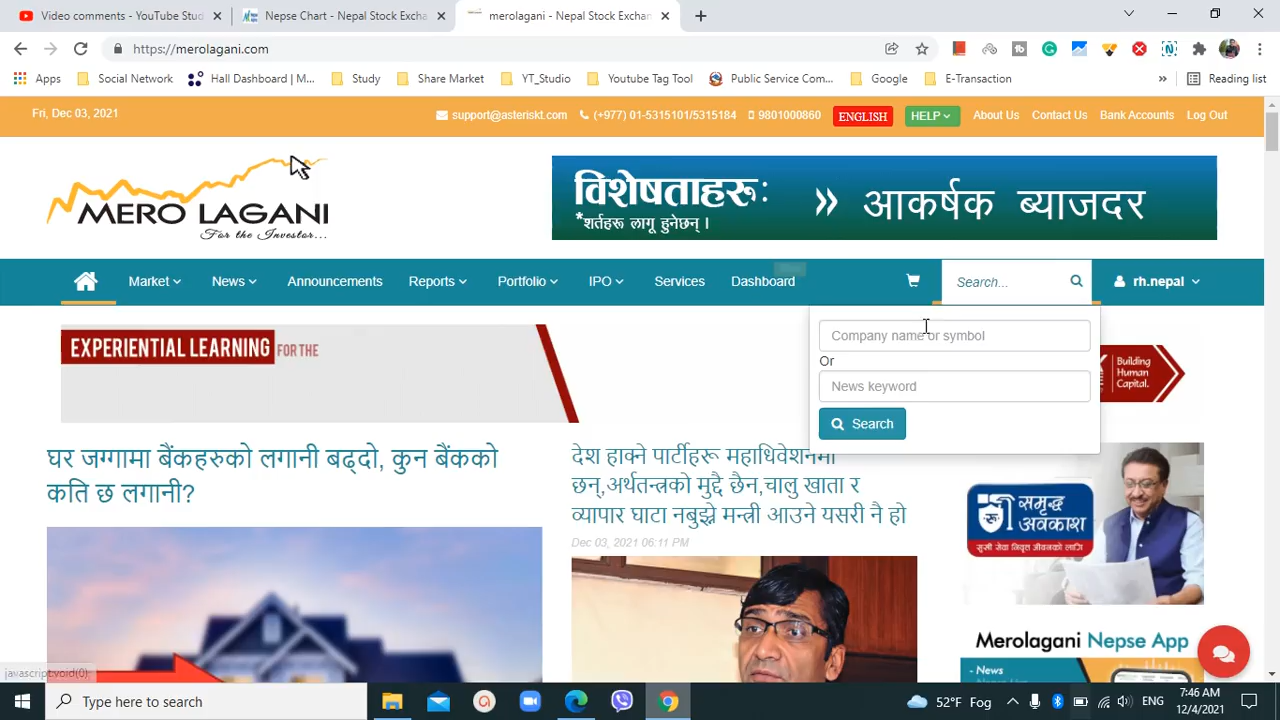 Video comments - YouTub
Nepse Chart - Nepal Stock Excha
merolagani - Nepal Stock Exchan
https://merolagani.com
Apps
Social Network
Hall Dashboard | M...
Study
Share Market
YT_Studio
Youtube Tag Tool
Public Service Com...
Google
E-Transaction
»
Reading list
Fri, Dec 03, 2021
support@asteriskt.com
(+977) 01-5315101/5315184
9801000860
ENGLISH
HELP
About Us
Contact Us
Bank Accounts
Log Out
MERO LAGANI
For the Investor...
विशेषताहरू:
*शर्तहरू लागू हुनेछन् ।
» आकर्षक ब्याजदर
Market
News
Announcements
Reports
Portfolio
IPO
Services
Dashboard
Search...
rh.nepal
Company name or symbol
Or
News keyword
Search
EXPERIENTIAL LEARNING FOR THE
Building
Human
Capital.
घर जग्गामा बैंकहरुको लगानी बढ्दो, कुन बैंकको
कति छ लगानी?
देश हाक्ने पार्टीहरू महाधिवेशनमा
छन्,अर्थतन्त्रको मुद्दै छैन,चालु खाता र
व्यापार घाटा नबुझ्ने मन्त्री आउने यसरी नै हो
Dec 03, 2021 06:11 PM
समृद्ध
अवकाश
सुखी सेवा निवृत्त जीवनको लागि
Merolagani Nepse App
- News
javascript:void(0)
Type here to search
52°F Fog
ENG
7:46 AM
12/4/2021